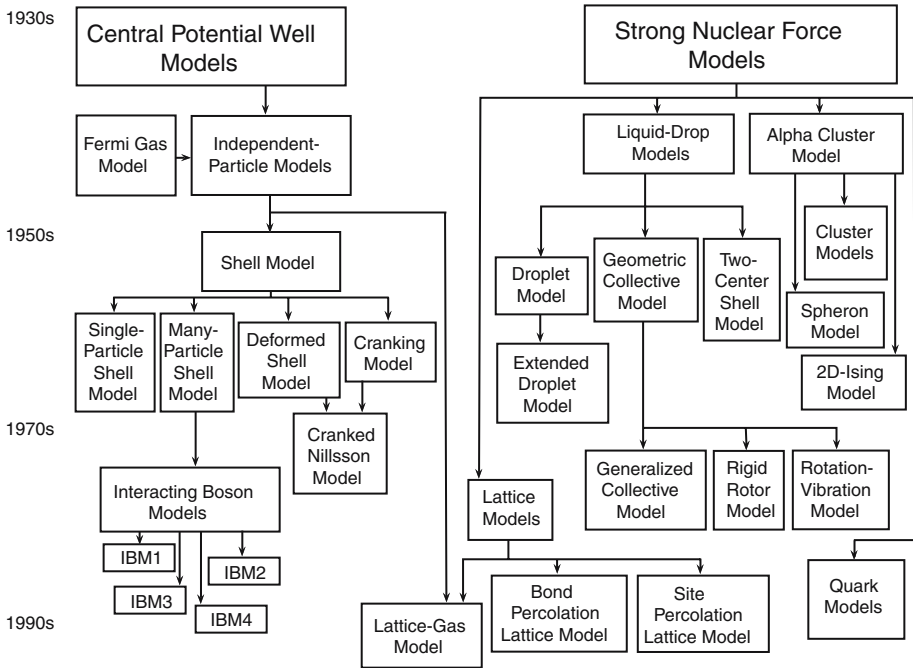 1930s
Central Potential Well
Models
Strong Nuclear Force
Models
Fermi Gas
Model
Independent-
Particle Models
Liquid-Drop
Models
Alpha Cluster
Model
1950s
Shell Model
Droplet
Model
Geometric
Collective
Model
Two-
Center
Shell
Model
Cluster
Models
Spheron
Model
Single-
Particle
Shell
Model
Many-
Particle
Shell
Model
Deformed
Shell
Model
Cranking
Model
Extended
Droplet
Model
2D-Ising
Model
1970s
Cranked
Nillsson
Model
Interacting Boson
Models
Lattice
Models
Generalized
Collective
Model
Rigid
Rotor
Model
Rotation-
Vibration
Model
IBM1
IBM2
IBM3
IBM4
1990s
Lattice-Gas
Model
Bond
Percolation
Lattice Model
Site
Percolation
Lattice Model
Quark
Models